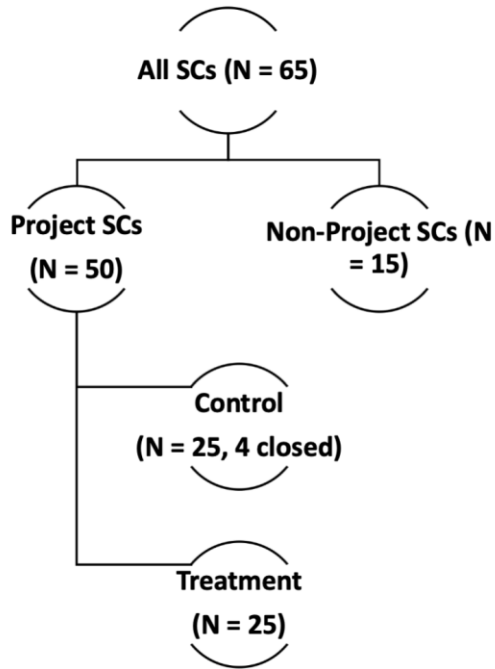 All SCs (N = 65)
Project SCs
(N = 50)
Non-Project SCs (N
= 15)
Control
(N = 25, 4 closed)
Treatment
(N = 25)